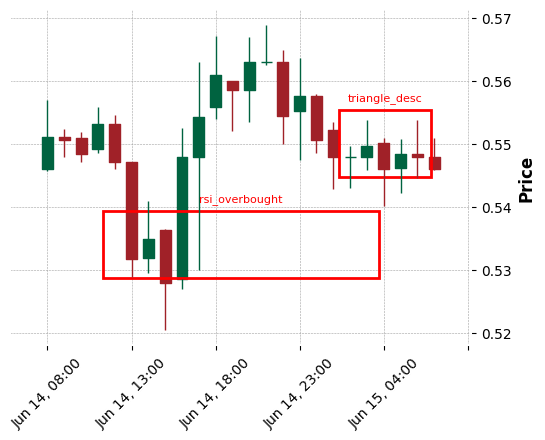 0.57
0.56
triangle_desc
0.55
0.54
rsi_overbought
0.53
0.52
Price
Jun 14, 08:00
Jun 14, 13:00
Jun 14, 18:00
Jun 14, 23:00
Jun 15, 04:00